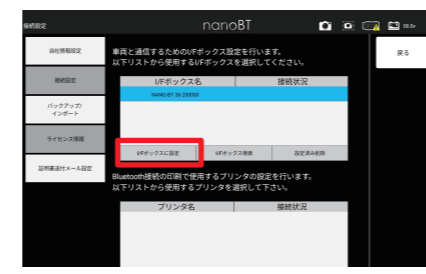 接続設定
nanoBT
00.0v
自社情報設定
接続設定
バックアップ/
インポート
ライセンス情報
証明書送付メール設定
車両と通信するためのI/Fボックス設定を行います。
以下リストから使用するI/Fボックスを選択してください。
I/Fボックス名
接続状況
NANO BT 36-200000
I/Fボックスに設定
I/Fボックス検索
設定済み削除
Bluetooth接続の印刷で使用するプリンタの設定を行います。
以下リストから使用するプリンタを選択して下さい。
プリンタ名
接続状況
戻る